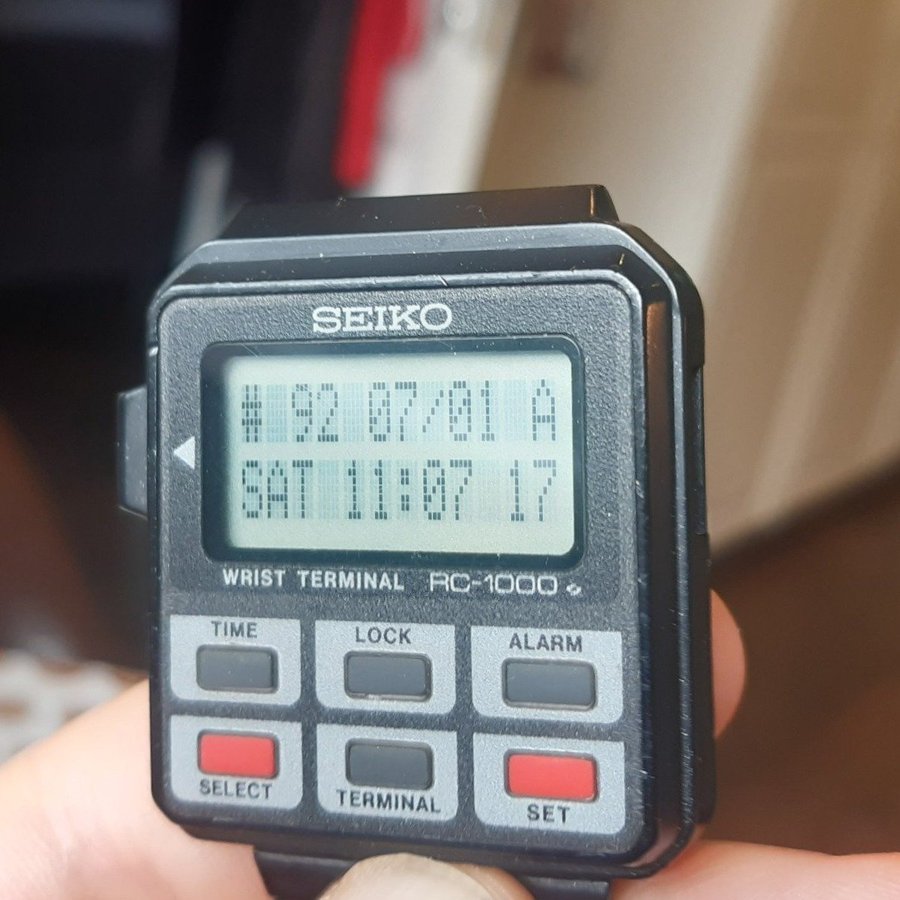 SEIKO
# 92 07/01 A
SAT 11:07 17
WRIST TERMINAL RC-1000
TIME LOCK ALARM
SELECT TERMINAL SET